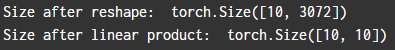 Size after reshape:  torch.Size([10, 3072])
Size after linear product:  torch.Size([10, 10])